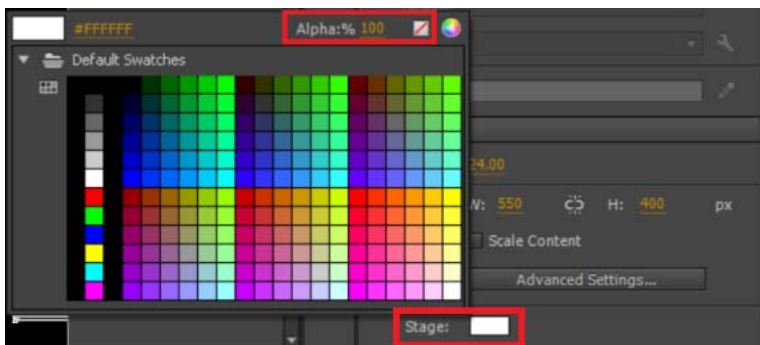 #FFFFFF Alpha:% 100
Default Swatches
24.00
W: 550 H: 400 px
Scale Content
Advanced Settings...
Stage: